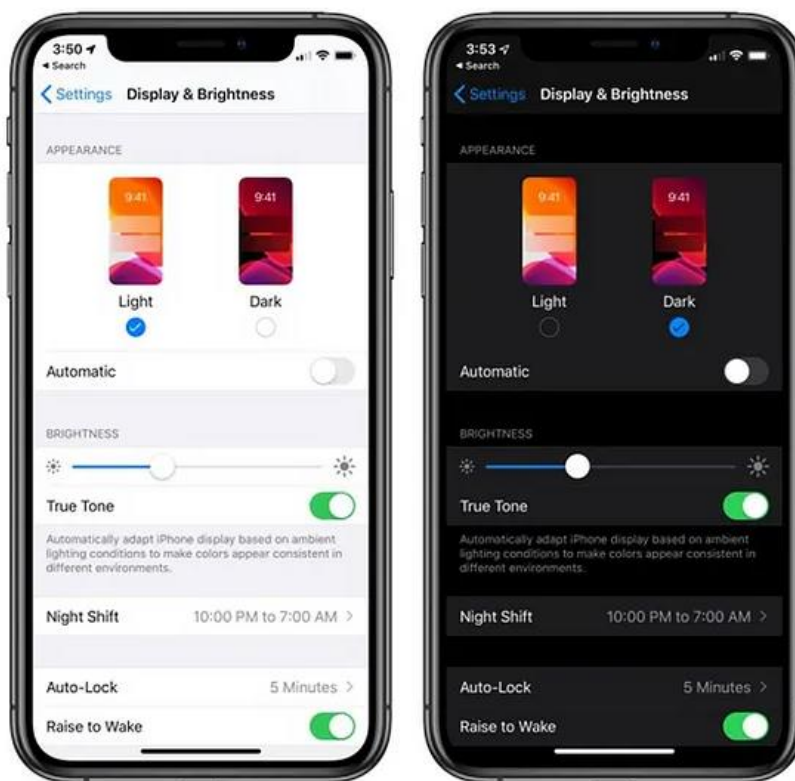 3:50
Search
Settings Display & Brightness
APPEARANCE
9:41 9:41
Light Dark
Automatic
BRIGHTNESS
True Tone
Automatically adapt iPhone display based on ambient
lighting conditions to make colors appear consistent in
different environments.
Night Shift 10:00 PM to 7:00 AM
Auto-Lock 5 Minutes
Raise to Wake
3:53
Search
Settings Display & Brightness
APPEARANCE
9:41 9:41
Light Dark
Automatic
BRIGHTNESS
True Tone
Automatically adapt iPhone display based on ambient
lighting conditions to make colors appear consistent in
different environments.
Night Shift 10:00 PM to 7:00 AM
Auto-Lock 5 Minutes
Raise to Wake